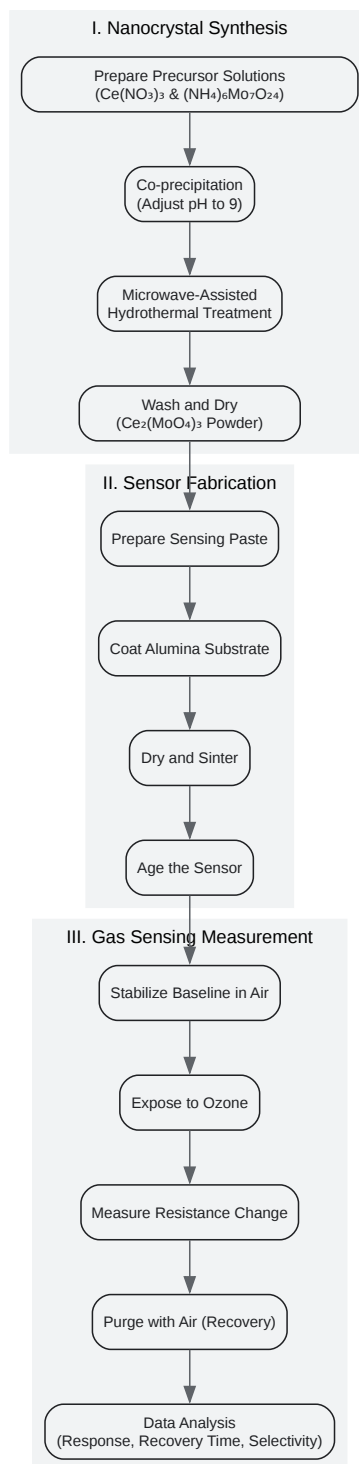 I. Nanocrystal Synthesis
Prepare Precursor Solutions
(Ce(NO₃)₃ & (NH₄)₆Mo₇O₂₄)
Co-precipitation
(Adjust pH to 9)
Microwave-Assisted
Hydrothermal Treatment
Wash and Dry
(Ce₂(MoO₄)₃ Powder)
II. Sensor Fabrication
Prepare Sensing Paste
Coat Alumina Substrate
Dry and Sinter
Age the Sensor
III. Gas Sensing Measurement
Stabilize Baseline in Air
Expose to Ozone
Measure Resistance Change
Purge with Air (Recovery)
Data Analysis
(Response, Recovery Time, Selectivity)